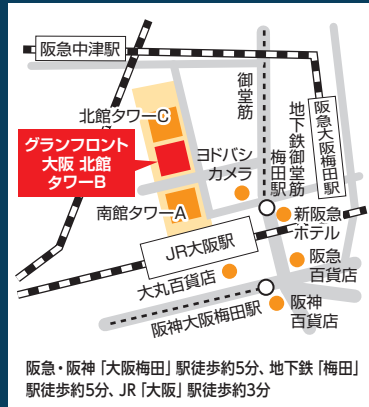 阪急中津駅
北館タワーC
グランフロント
大阪 北館
タワーB
南館タワーA
御堂筋
ヨドバシ
カメラ
地下鉄御堂筋
梅田駅
阪急大阪梅田駅
新阪急
ホテル
JR大阪駅
阪急
百貨店
大丸百貨店
阪神大阪梅田駅
阪神
百貨店
阪急・阪神「大阪梅田」駅徒歩約5分、地下鉄「梅田」
駅徒歩約5分、JR「大阪」駅徒歩約3分